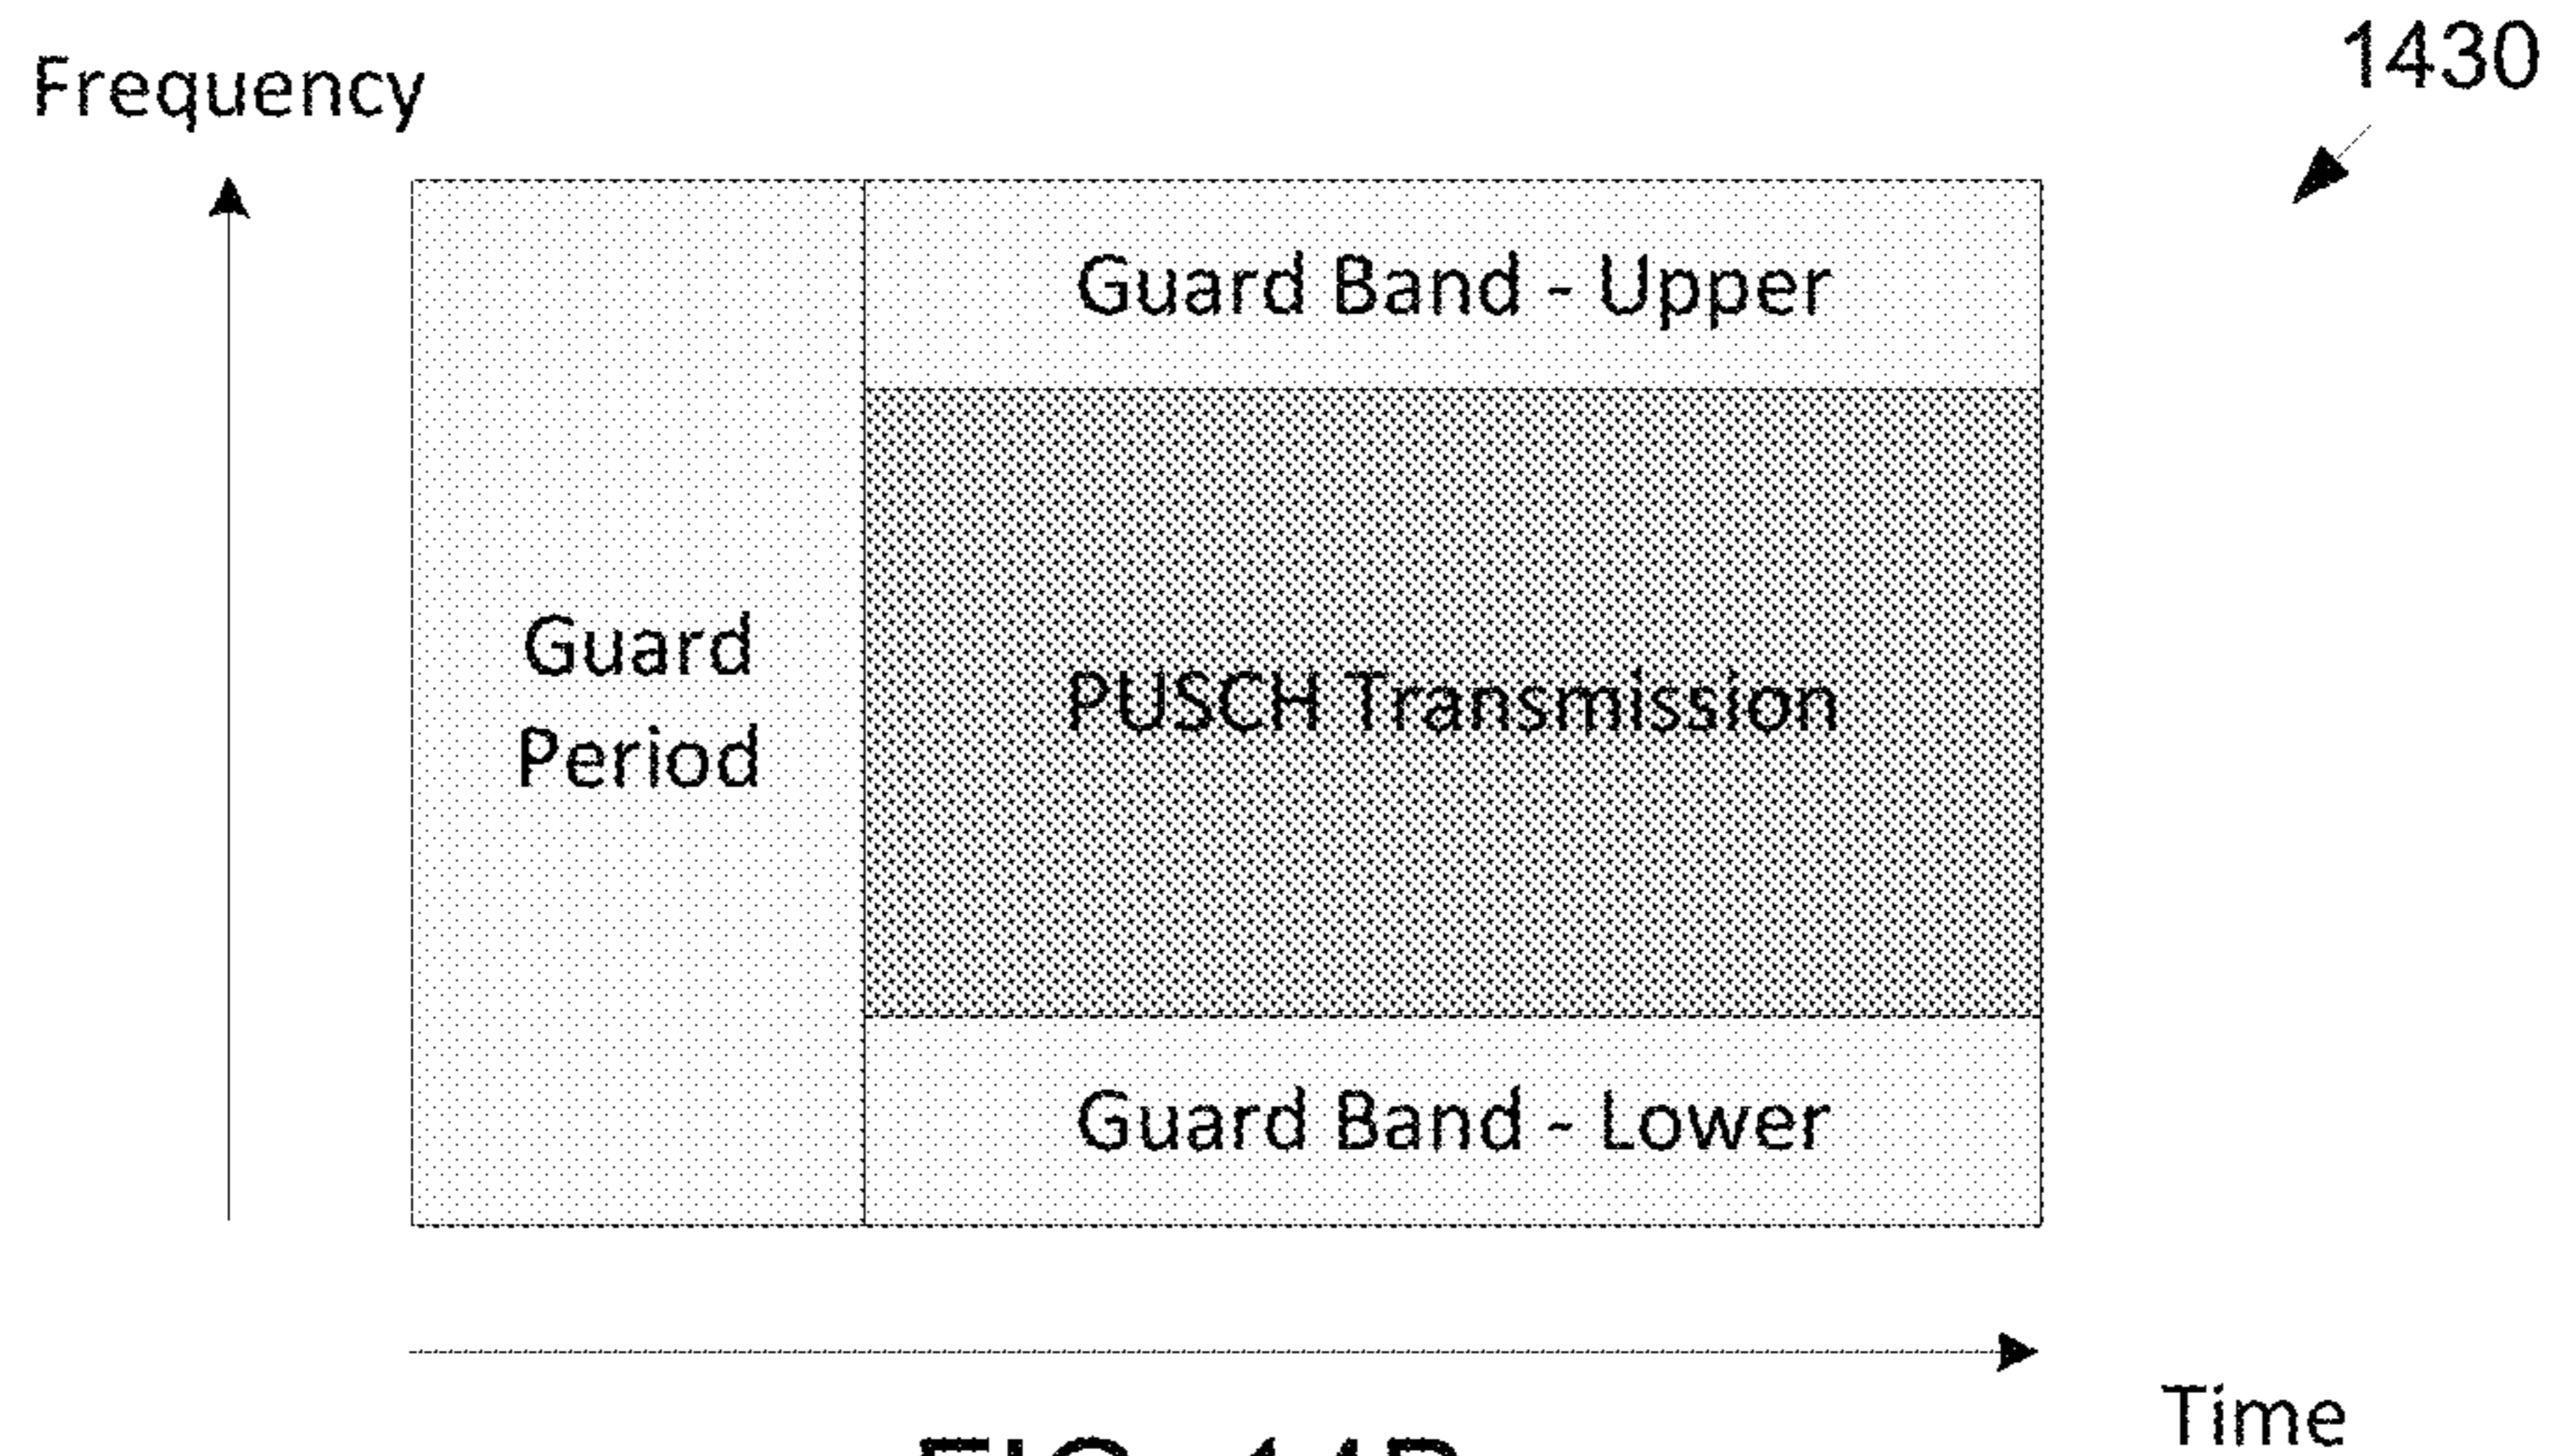 Frequency
1430
Guard Band - Upper
Guard
Period
PUSCH Transmission
Guard Band - Lower
Time